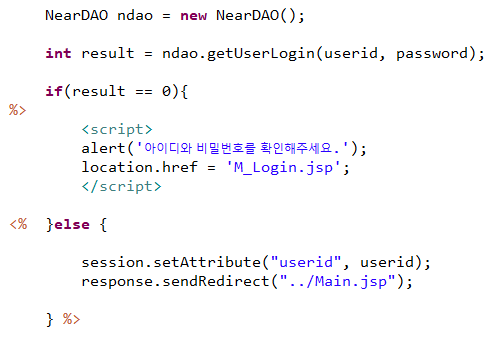 NearDAO ndao = new NearDAO();
int result = ndao.getUserLogin(userid, password);
if(result == 0){
%>
<script>
alert('아이디와 비밀번호를 확인해주세요.');
location.href = 'M_Login.jsp';
</script>
<% }else {
session.setAttribute("userid", userid);
response.sendRedirect("../Main.jsp");
} %>